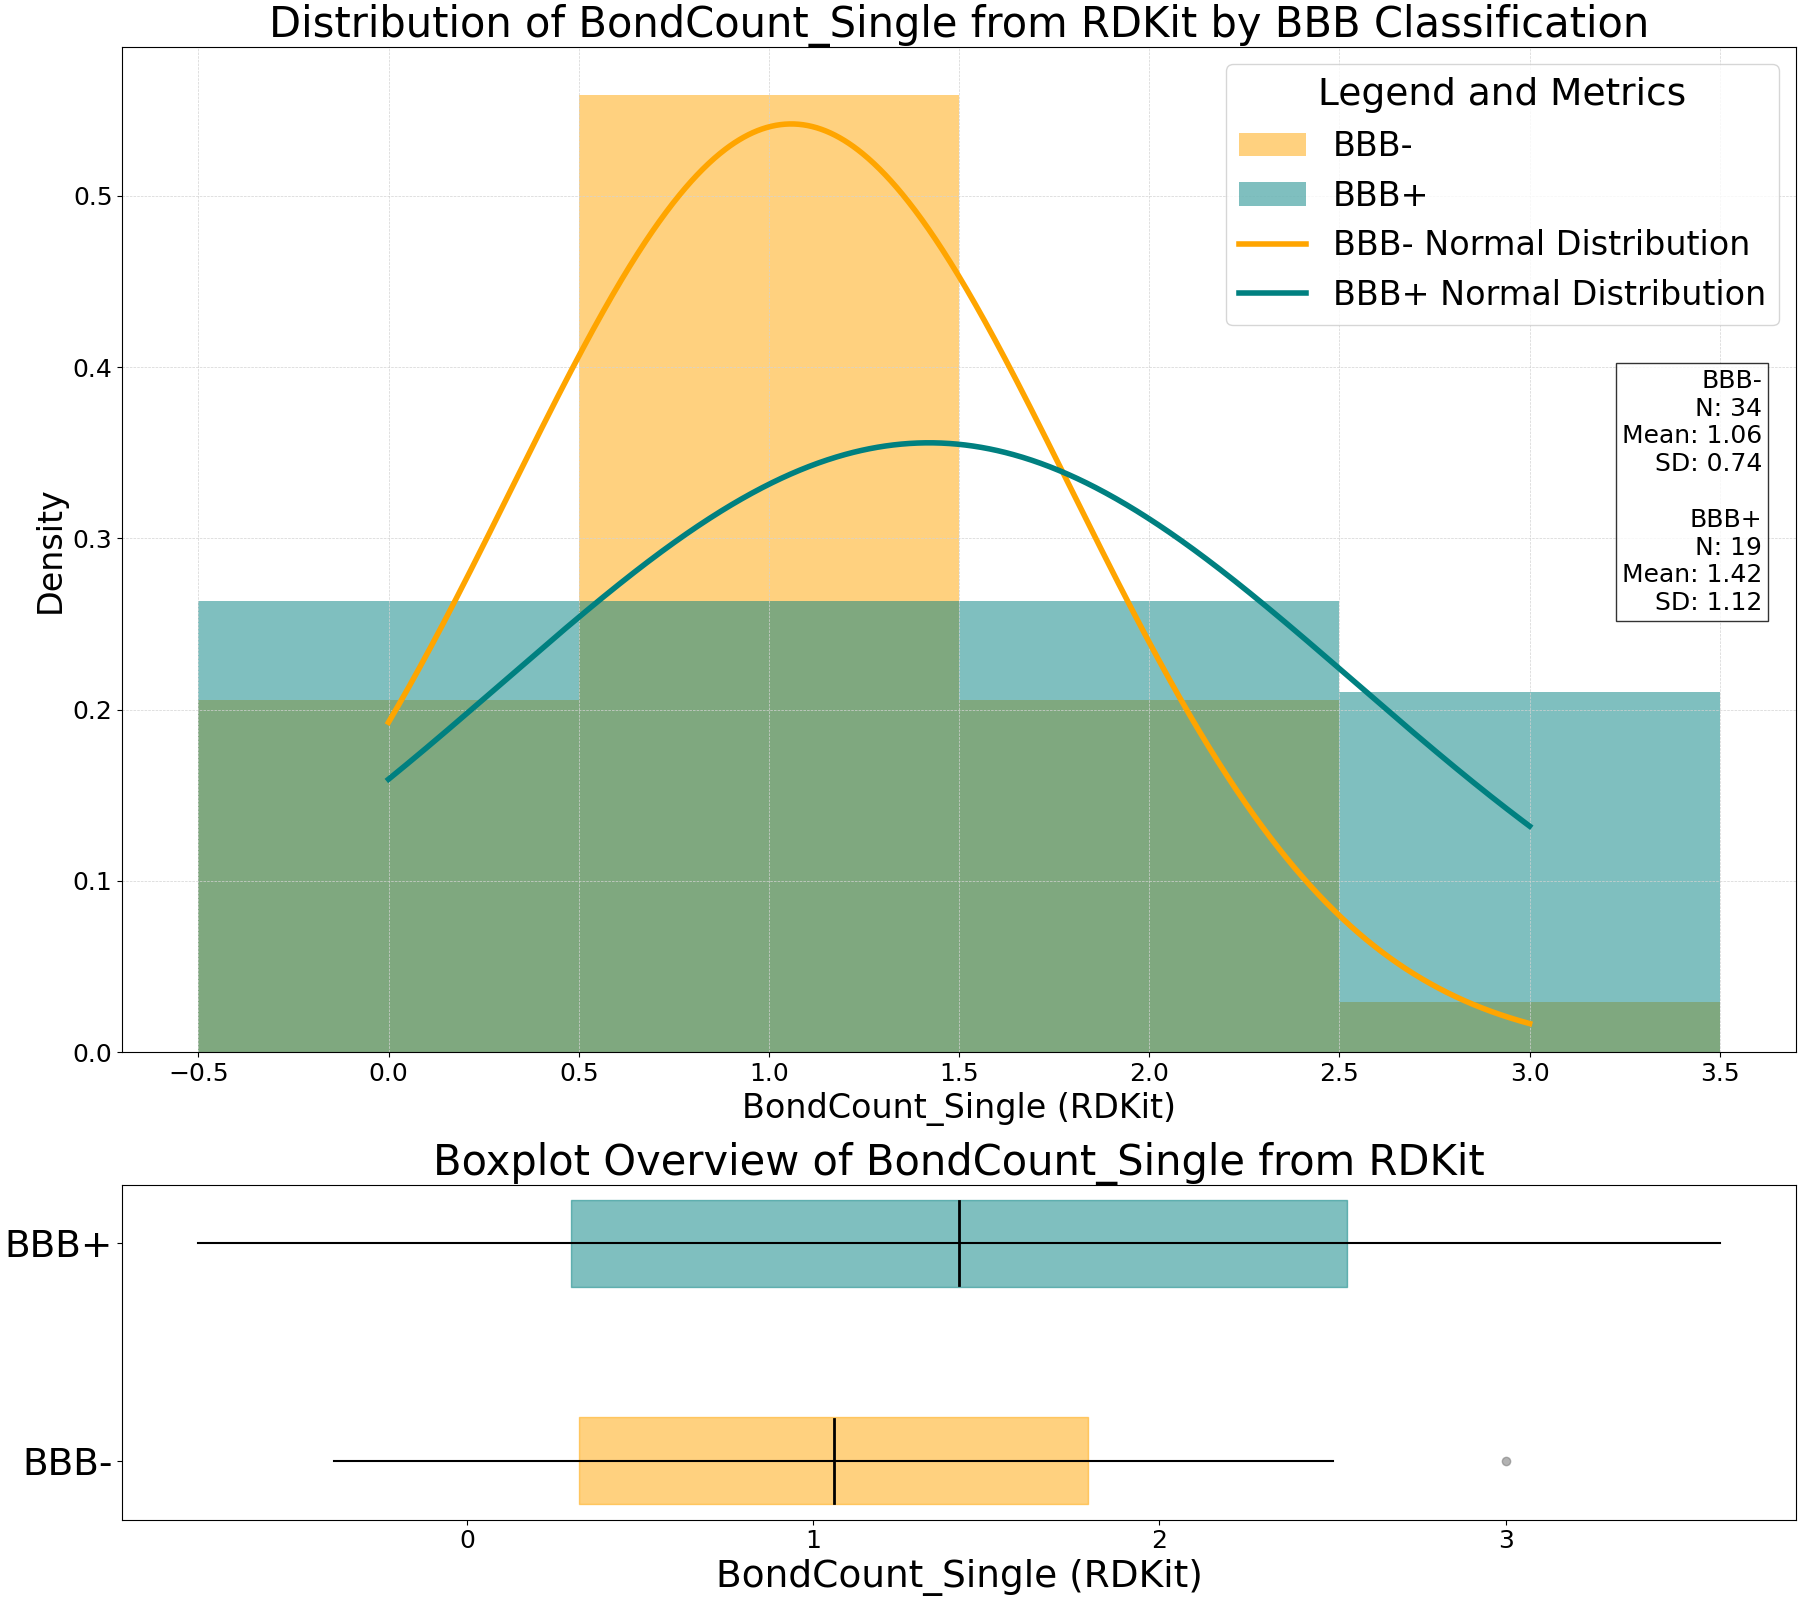 Distribution of BondCount_Single from RDKit by BBB Classification
Legend and Metrics
BBB-
BBB+
BBB- Normal Distribution
BBB+ Normal Distribution
BBB-
N: 34
Mean: 1.06
SD: 0.74
BBB+
N: 19
Mean: 1.42
SD: 1.12
Density
0.5
0.4
0.3
0.2
0.1
0.0
−0.5 0.0 0.5 1.0 1.5 2.0 2.5 3.0 3.5
BondCount_Single (RDKit)
Boxplot Overview of BondCount_Single from RDKit
BBB+
BBB-
0 1 2 3
BondCount_Single (RDKit)